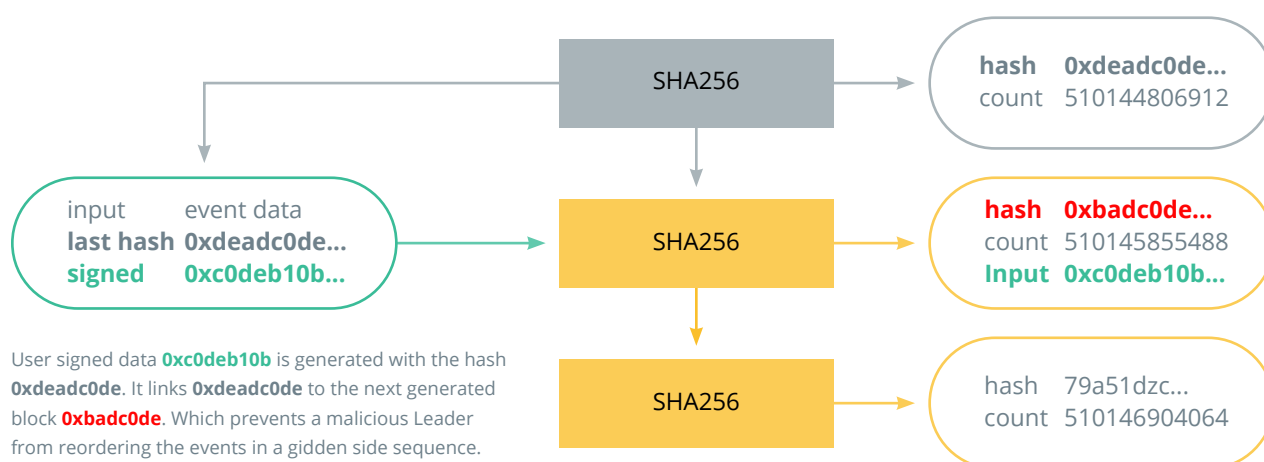 SHA256
hash 0xdeadc0de...
count 510144806912
input event data
last hash 0xdeadc0de...
signed 0xc0deb10b...
SHA256
hash 0xbadc0de...
count 510145855488
Input 0xc0deb10b...
User signed data 0xc0deb10b is generated with the hash
0xdeadc0de. It links 0xdeadc0de to the next generated
block 0xbadc0de. Which prevents a malicious Leader
from reordering the events in a gidden side sequence.
SHA256
hash 79a51dzc...
count 510146904064